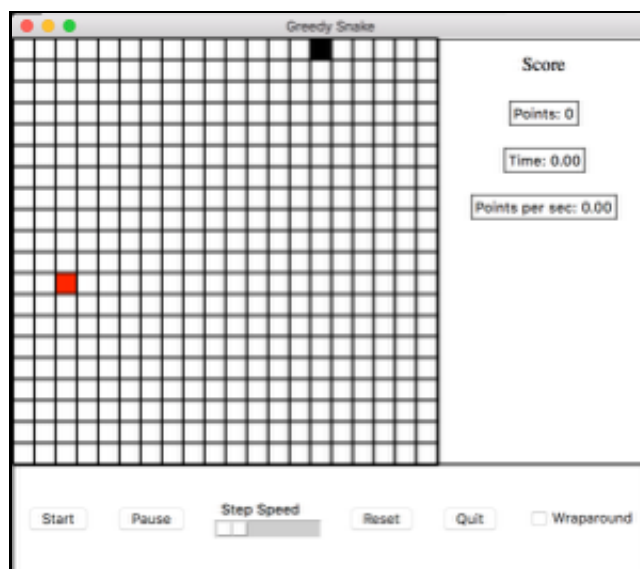 Greedy Snake
Score
Points: 0
Time: 0.00
Points per sec: 0.00
Start
Pause
Step Speed
Reset
Quit
Wraparound